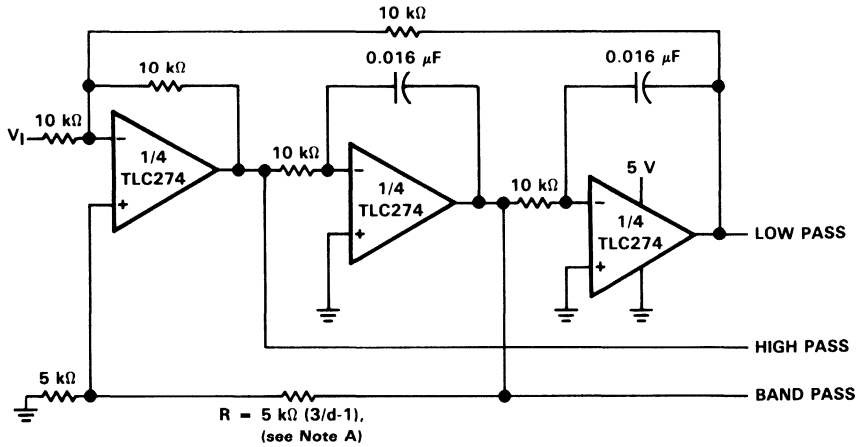 10 kΩ
0.016 μF
0.016 μF
10 kΩ
10 kΩ
VI
−
1/4
TLC274
+
10 kΩ
−
1/4
TLC274
+
10 kΩ
5 V
−
1/4
TLC274
+
LOW PASS
HIGH PASS
5 kΩ
BAND PASS
R = 5 kΩ (3/d-1),
(see Note A)